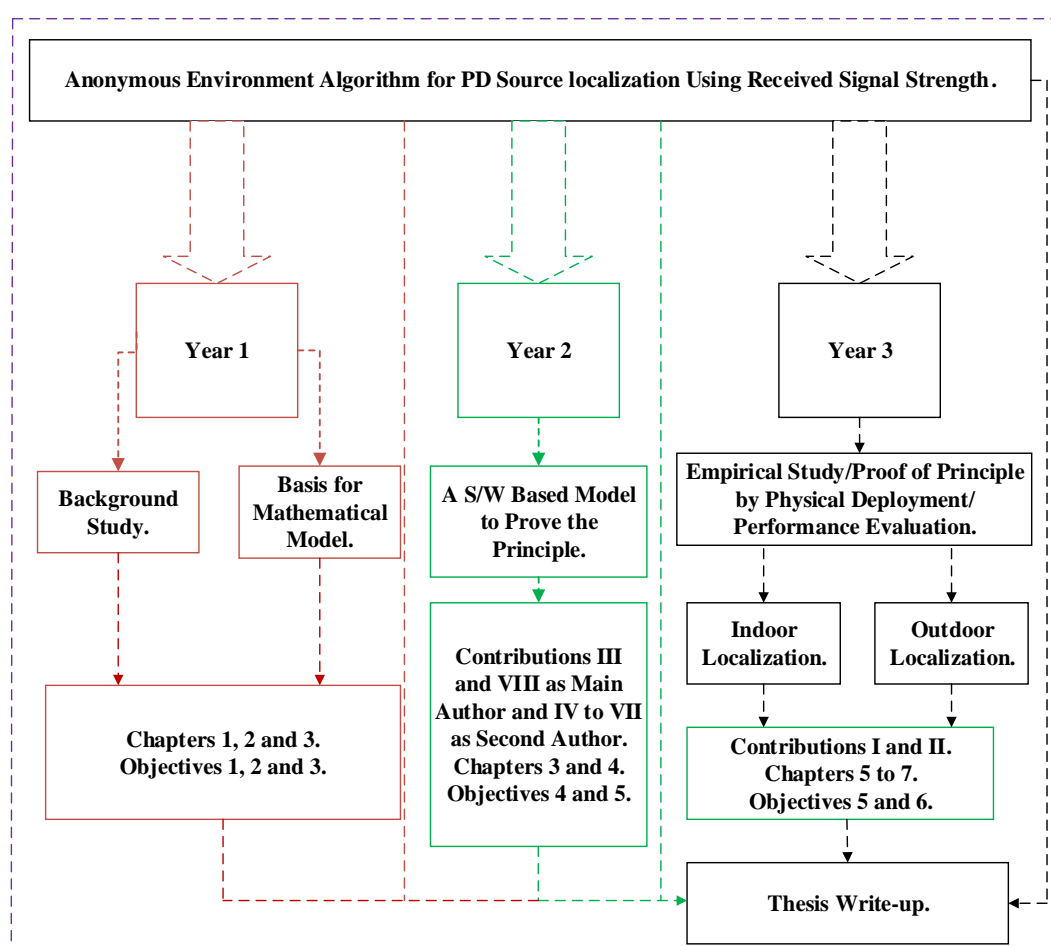 Anonymous Environment Algorithm for PD Source localization Using Received Signal Strength.
Year 1
Year 2
Year 3
Background
Study.
Basis for
Mathematical
Model.
A S/W Based Model
to Prove the
Principle.
Empirical Study/Proof of Principle
by Physical Deployment/
Performance Evaluation.
Indoor
Localization.
Outdoor
Localization.
Chapters 1, 2 and 3.
Objectives 1, 2 and 3.
Contributions III
and VIII as Main
Author and IV to VII
as Second Author.
Chapters 3 and 4.
Objectives 4 and 5.
Contributions I and II.
Chapters 5 to 7.
Objectives 5 and 6.
Thesis Write-up.